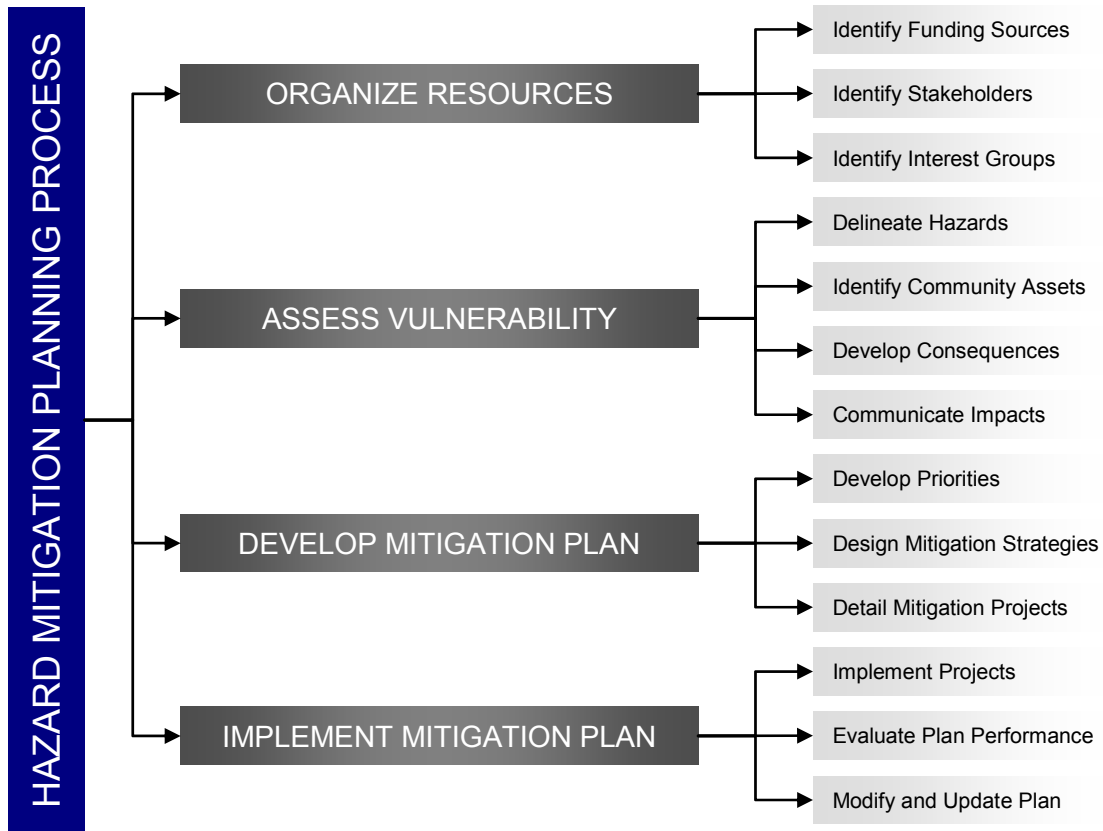 HAZARD MITIGATION PLANNING PROCESS
ORGANIZE RESOURCES
Identify Funding Sources
Identify Stakeholders
Identify Interest Groups
ASSESS VULNERABILITY
Delineate Hazards
Identify Community Assets
Develop Consequences
Communicate Impacts
DEVELOP MITIGATION PLAN
Develop Priorities
Design Mitigation Strategies
Detail Mitigation Projects
IMPLEMENT MITIGATION PLAN
Implement Projects
Evaluate Plan Performance
Modify and Update Plan